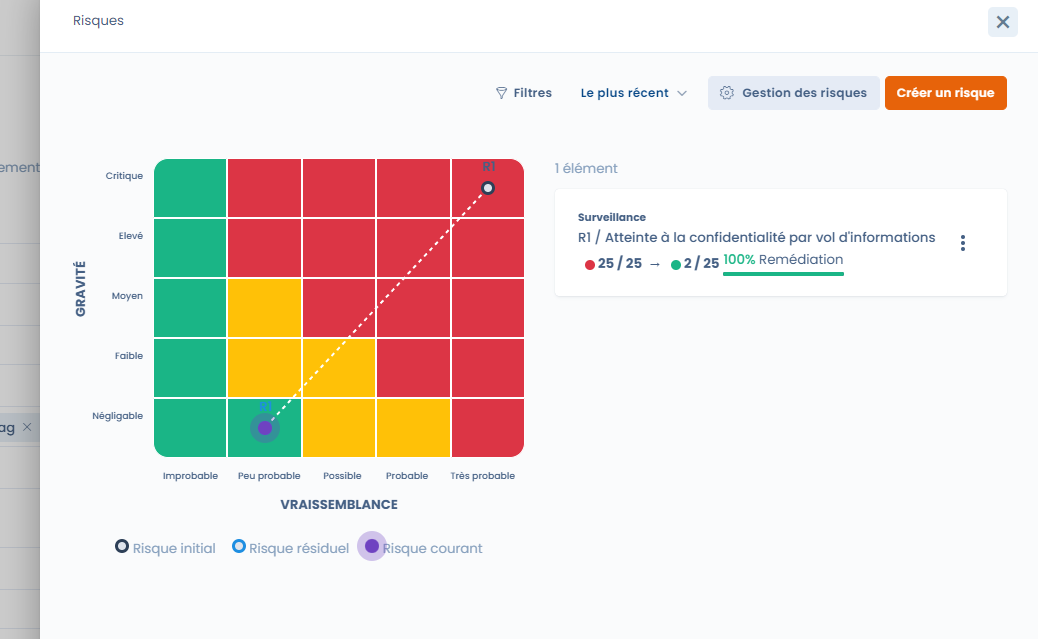 Risques
Filtres
Le plus récent
Gestion des risques
Créer un risque
ement
ag
GRAVITÉ
Critique
Elevé
Moyen
Faible
Négligable
R1
R1
Improbable
Peu probable
Possible
Probable
Très probable
VRAISSEMBLANCE
Risque initial
Risque résiduel
Risque courant
1 élément
Surveillance
R1 / Atteinte à la confidentialité par vol d'informations
25 / 25 → 2 / 25 100% Remédiation